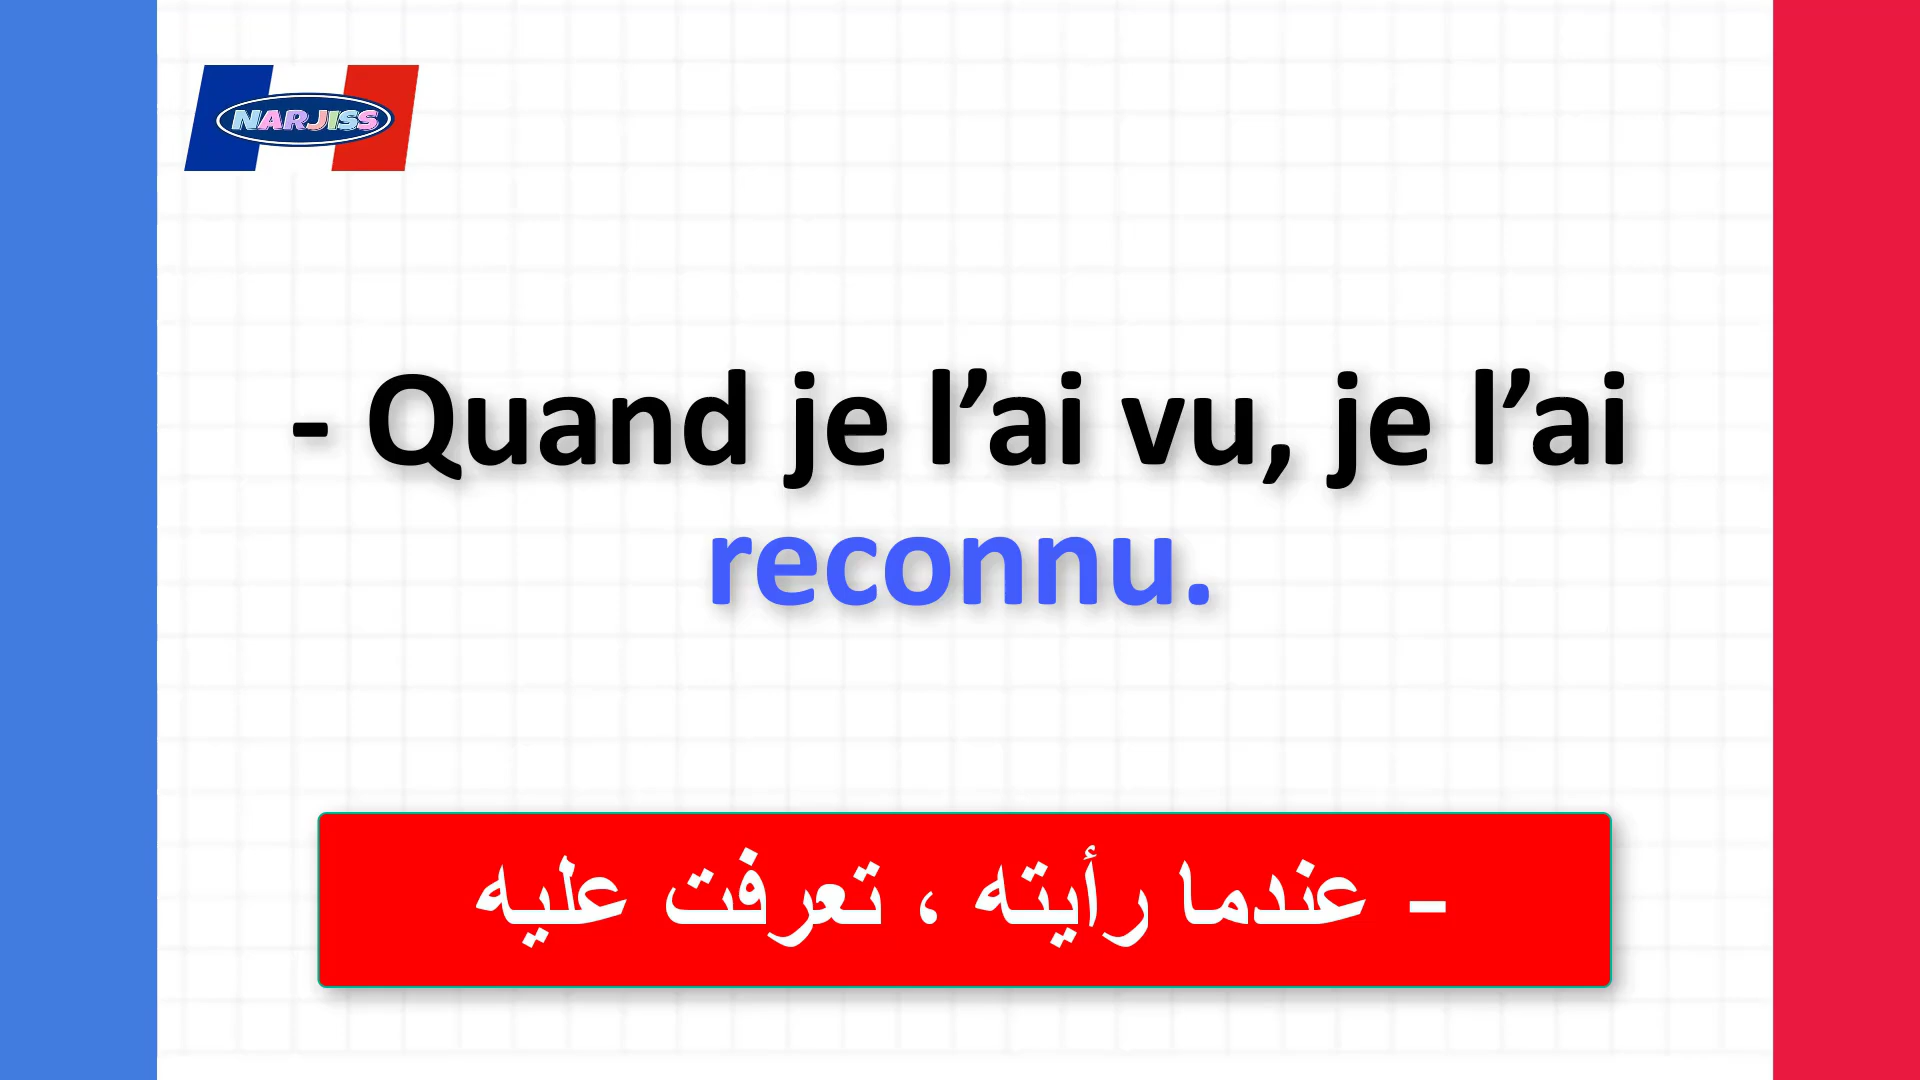 NARJISS
- Quand je l’ai vu, je l’ai
reconnu.
- عندما رأيته ، تعرفت عليه